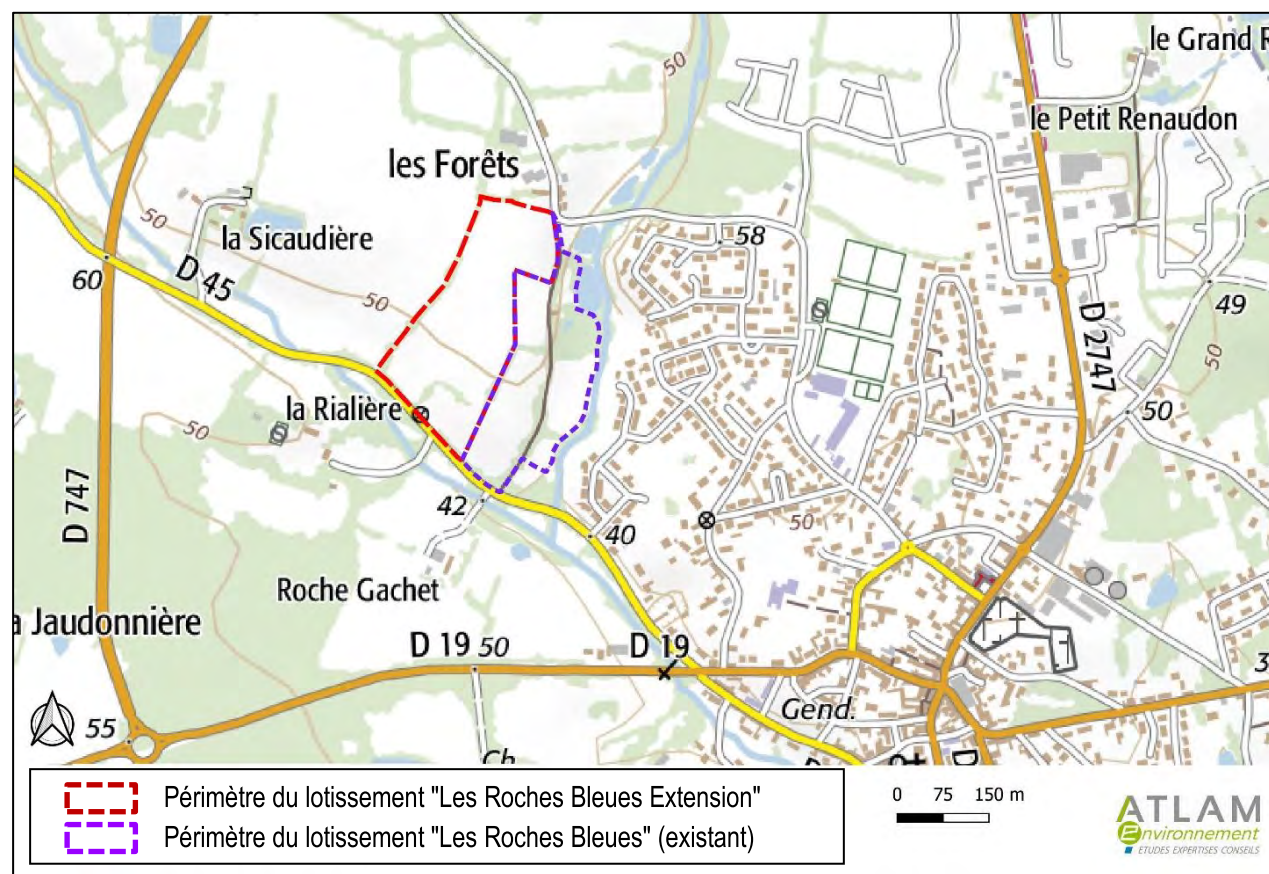 le Grand R
50
le Petit Renaudon
les Forêts
50
la Sicaudière
58
60
D 45
50
49
D 2747
50
la Rialière
50
50
D 747
42
50
40
Roche Gachet
a Jaudonnière
D 19 50
D 19
3
Gend.
55
Ch
D
Périmètre du lotissement "Les Roches Bleues Extension"
Périmètre du lotissement "Les Roches Bleues" (existant)
0 75 150 m
ATLAM
environnement
ETUDES EXPERTISES CONSEILS